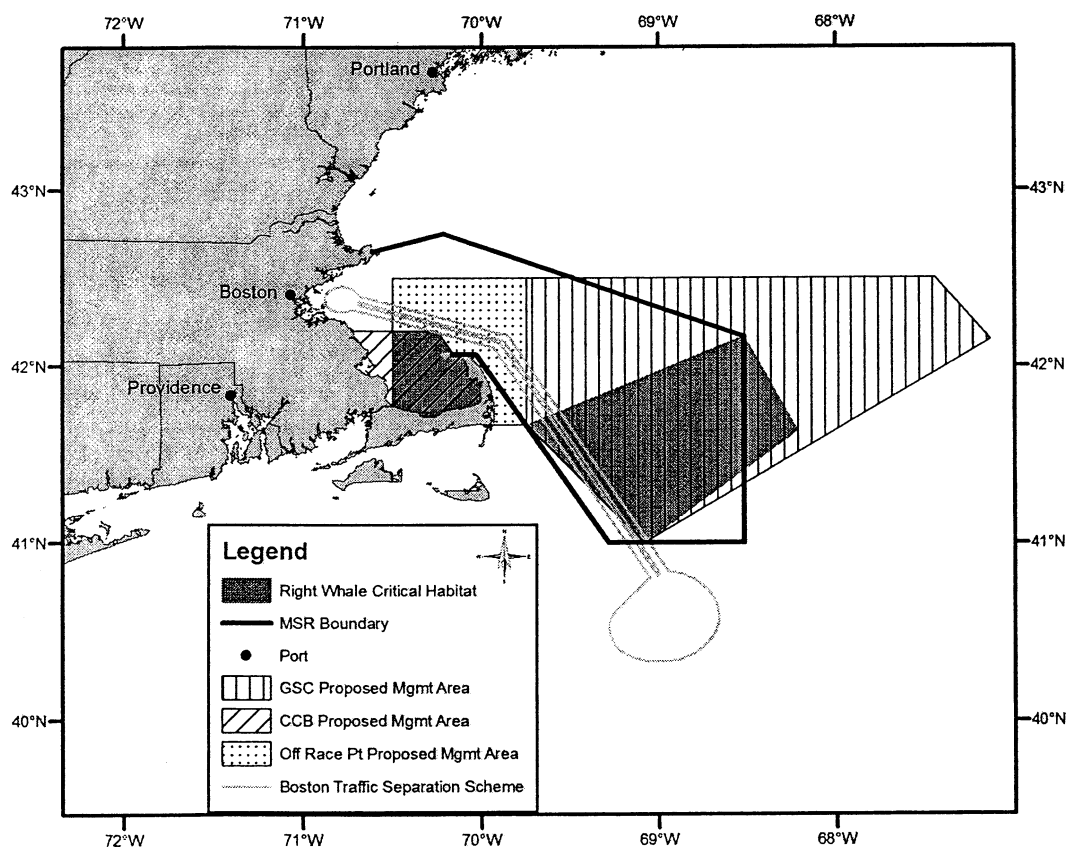 72°W 71°W 70°W 69°W 68°W
Portland
43°N 43°N
Boston
42°N 42°N
Providence
41°N 41°N
Legend
Right Whale Critical Habitat
MSR Boundary
Port
GSC Proposed Mgmt Area
CCB Proposed Mgmt Area
Off Race Pt Proposed Mgmt Area
Boston Traffic Separation Scheme
40°N 40°N
72°W 71°W 70°W 69°W 68°W